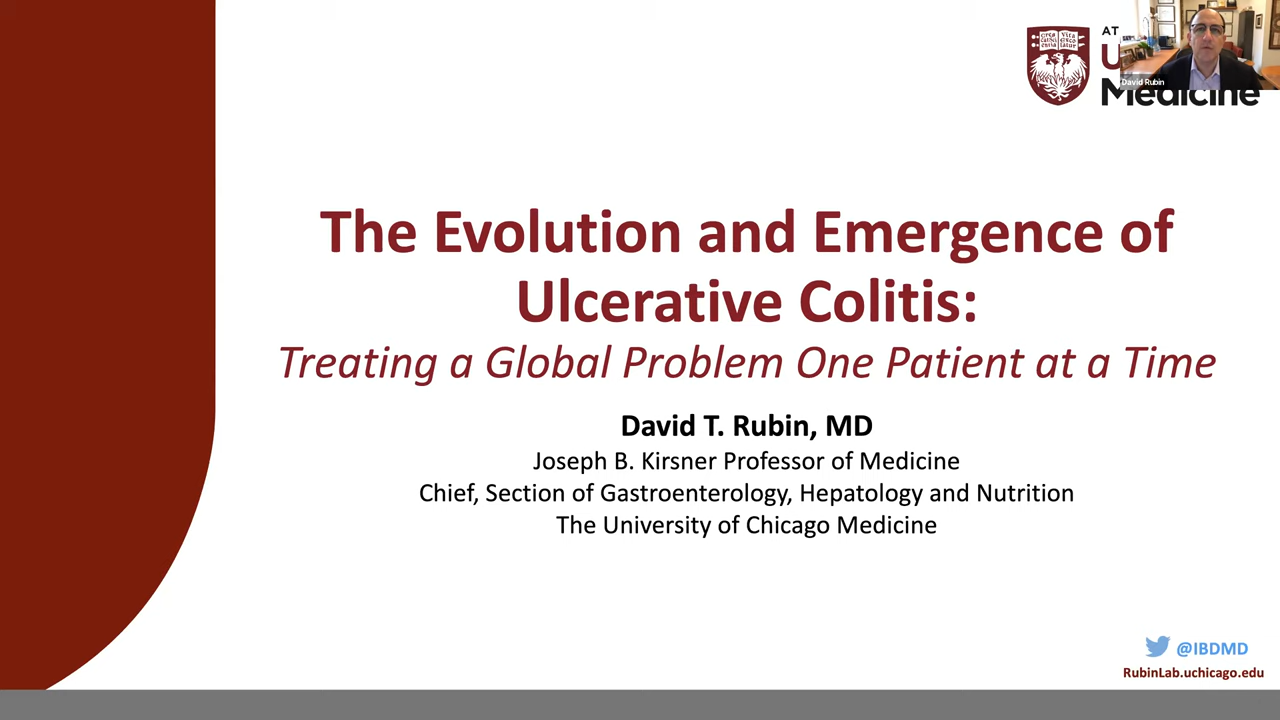 AT
Medicine
David Rubin
The Evolution and Emergence of
Ulcerative Colitis:
Treating a Global Problem One Patient at a Time
David T. Rubin, MD
Joseph B. Kirsner Professor of Medicine
Chief, Section of Gastroenterology, Hepatology and Nutrition
The University of Chicago Medicine
@IBDMD
RubinLab.uchicago.edu